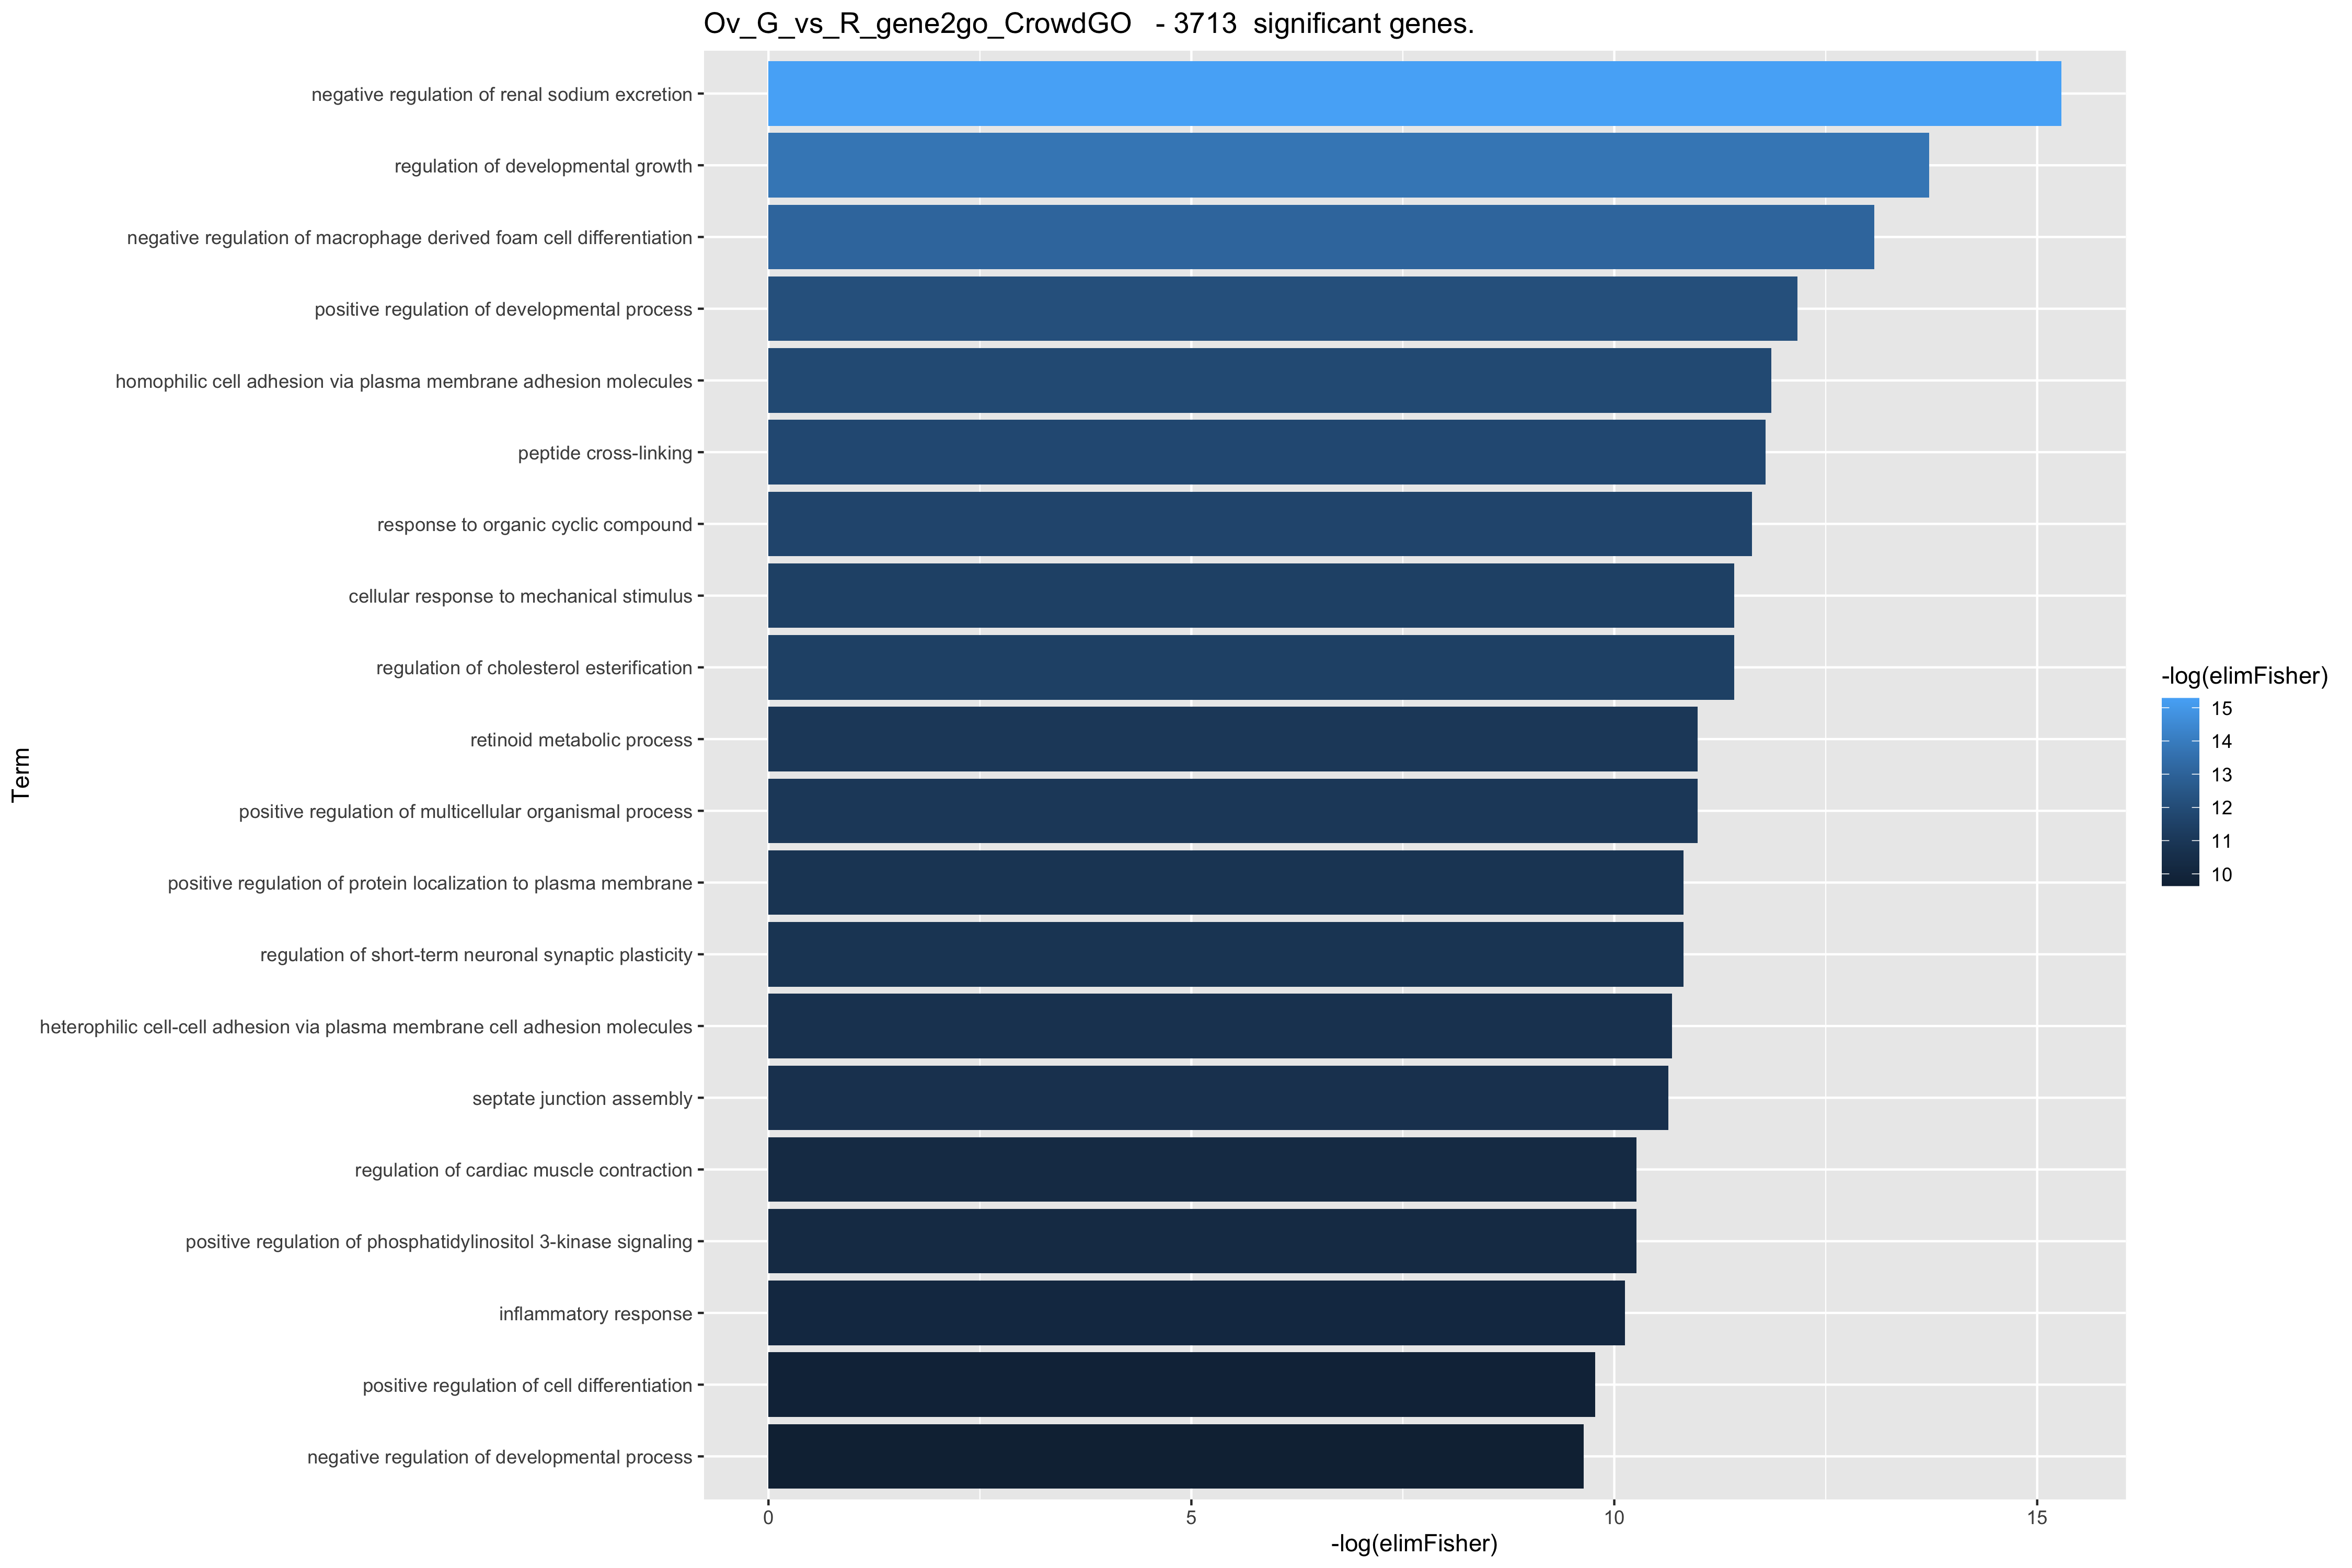 Ov_G_vs_R_gene2go_CrowdGO   - 3713  significant genes.
negative regulation of renal sodium excretion
regulation of developmental growth
negative regulation of macrophage derived foam cell differentiation
positive regulation of developmental process
homophilic cell adhesion via plasma membrane adhesion molecules
peptide cross-linking
response to organic cyclic compound
cellular response to mechanical stimulus
regulation of cholesterol esterification
retinoid metabolic process
positive regulation of multicellular organismal process
positive regulation of protein localization to plasma membrane
regulation of short-term neuronal synaptic plasticity
heterophilic cell-cell adhesion via plasma membrane cell adhesion molecules
septate junction assembly
regulation of cardiac muscle contraction
positive regulation of phosphatidylinositol 3-kinase signaling
inflammatory response
positive regulation of cell differentiation
negative regulation of developmental process
Term
0 5 10 15
-log(elimFisher)
-log(elimFisher)
15
14
13
12
11
10